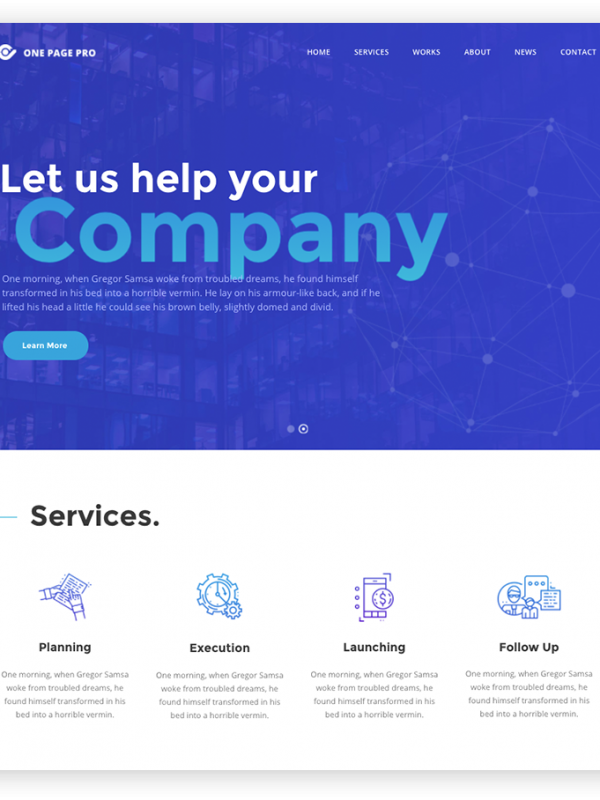 ONE PAGE PRO
HOME SERVICES WORKS ABOUT NEWS CONTACT
Let us help your
Company
One morning, when Gregor Samsa woke from troubled dreams, he found himself
transformed in his bed into a horrible vermin. He lay on his armour-like back, and if he
lifted his head a little he could see his brown belly, slightly domed and divid.
Learn More
Services.
Planning
One morning, when Gregor Samsa
woke from troubled dreams, he
found himself transformed in his
bed into a horrible vermin.
Execution
One morning, when Gregor Samsa
woke from troubled dreams, he
found himself transformed in his
bed into a horrible vermin.
Launching
One morning, when Gregor Samsa
woke from troubled dreams, he
found himself transformed in his
bed into a horrible vermin.
Follow Up
One morning, when Gregor Samsa
woke from troubled dreams, he
found himself transformed in his
bed into a horrible vermin.